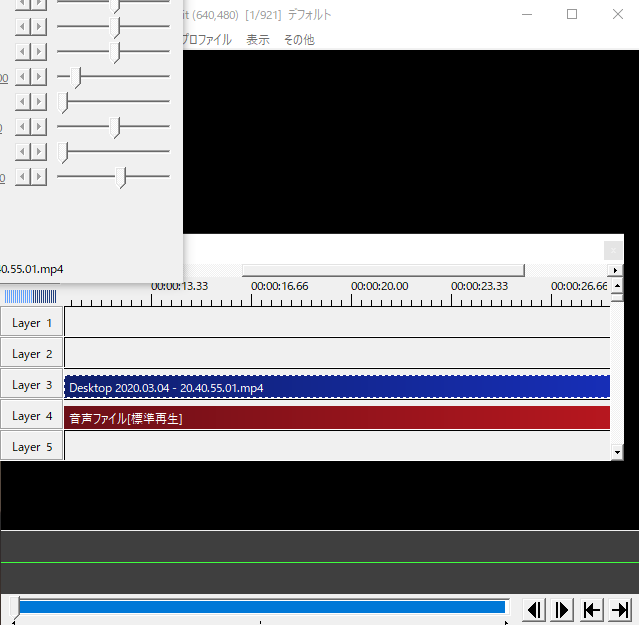 it (640,480) [1/921] デフォルト
プロファイル 表示 その他
00
0
0
40.55.01.mp4
00:00:13.33 00:00:16.66 00:00:20.00 00:00:23.33 00:00:26.66
Layer 1
Layer 2
Layer 3
Desktop 2020.03.04 - 20.40.55.01.mp4
Layer 4
音声ファイル[標準再生]
Layer 5